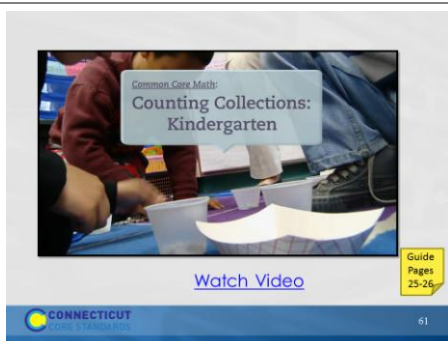 Common Core Math:
Counting Collections:
Kindergarten
Watch Video
Guide
Pages
25-26
CONNECTICUT
CORE STANDARDS
61